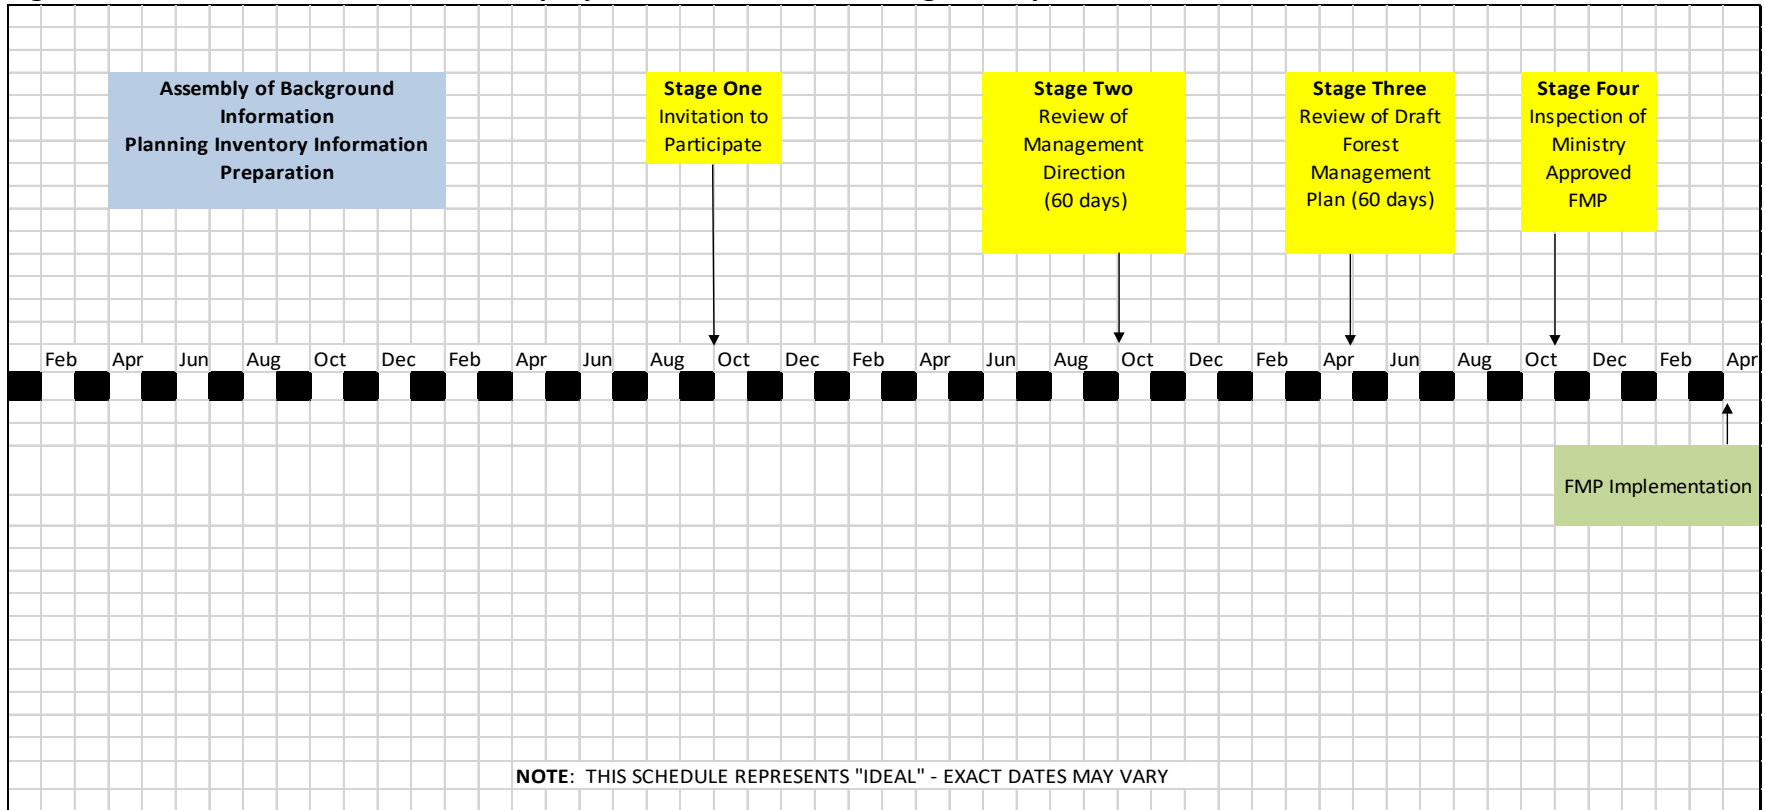 Assembly of Background
Information
Planning Inventory Information
Preparation
Stage One
Invitation to
Participate
Stage Two
Review of
Management
Direction
(60 days)
Stage Three
Review of Draft
Forest
Management
Plan (60 days)
Stage Four
Inspection of
Ministry
Approved
FMP
Feb Apr Jun Aug Oct Dec Feb Apr Jun Aug Oct Dec Feb Apr Jun Aug Oct Dec Feb Apr Jun Aug Oct Dec Feb Apr
FMP Implementation
NOTE: THIS SCHEDULE REPRESENTS "IDEAL" - EXACT DATES MAY VARY